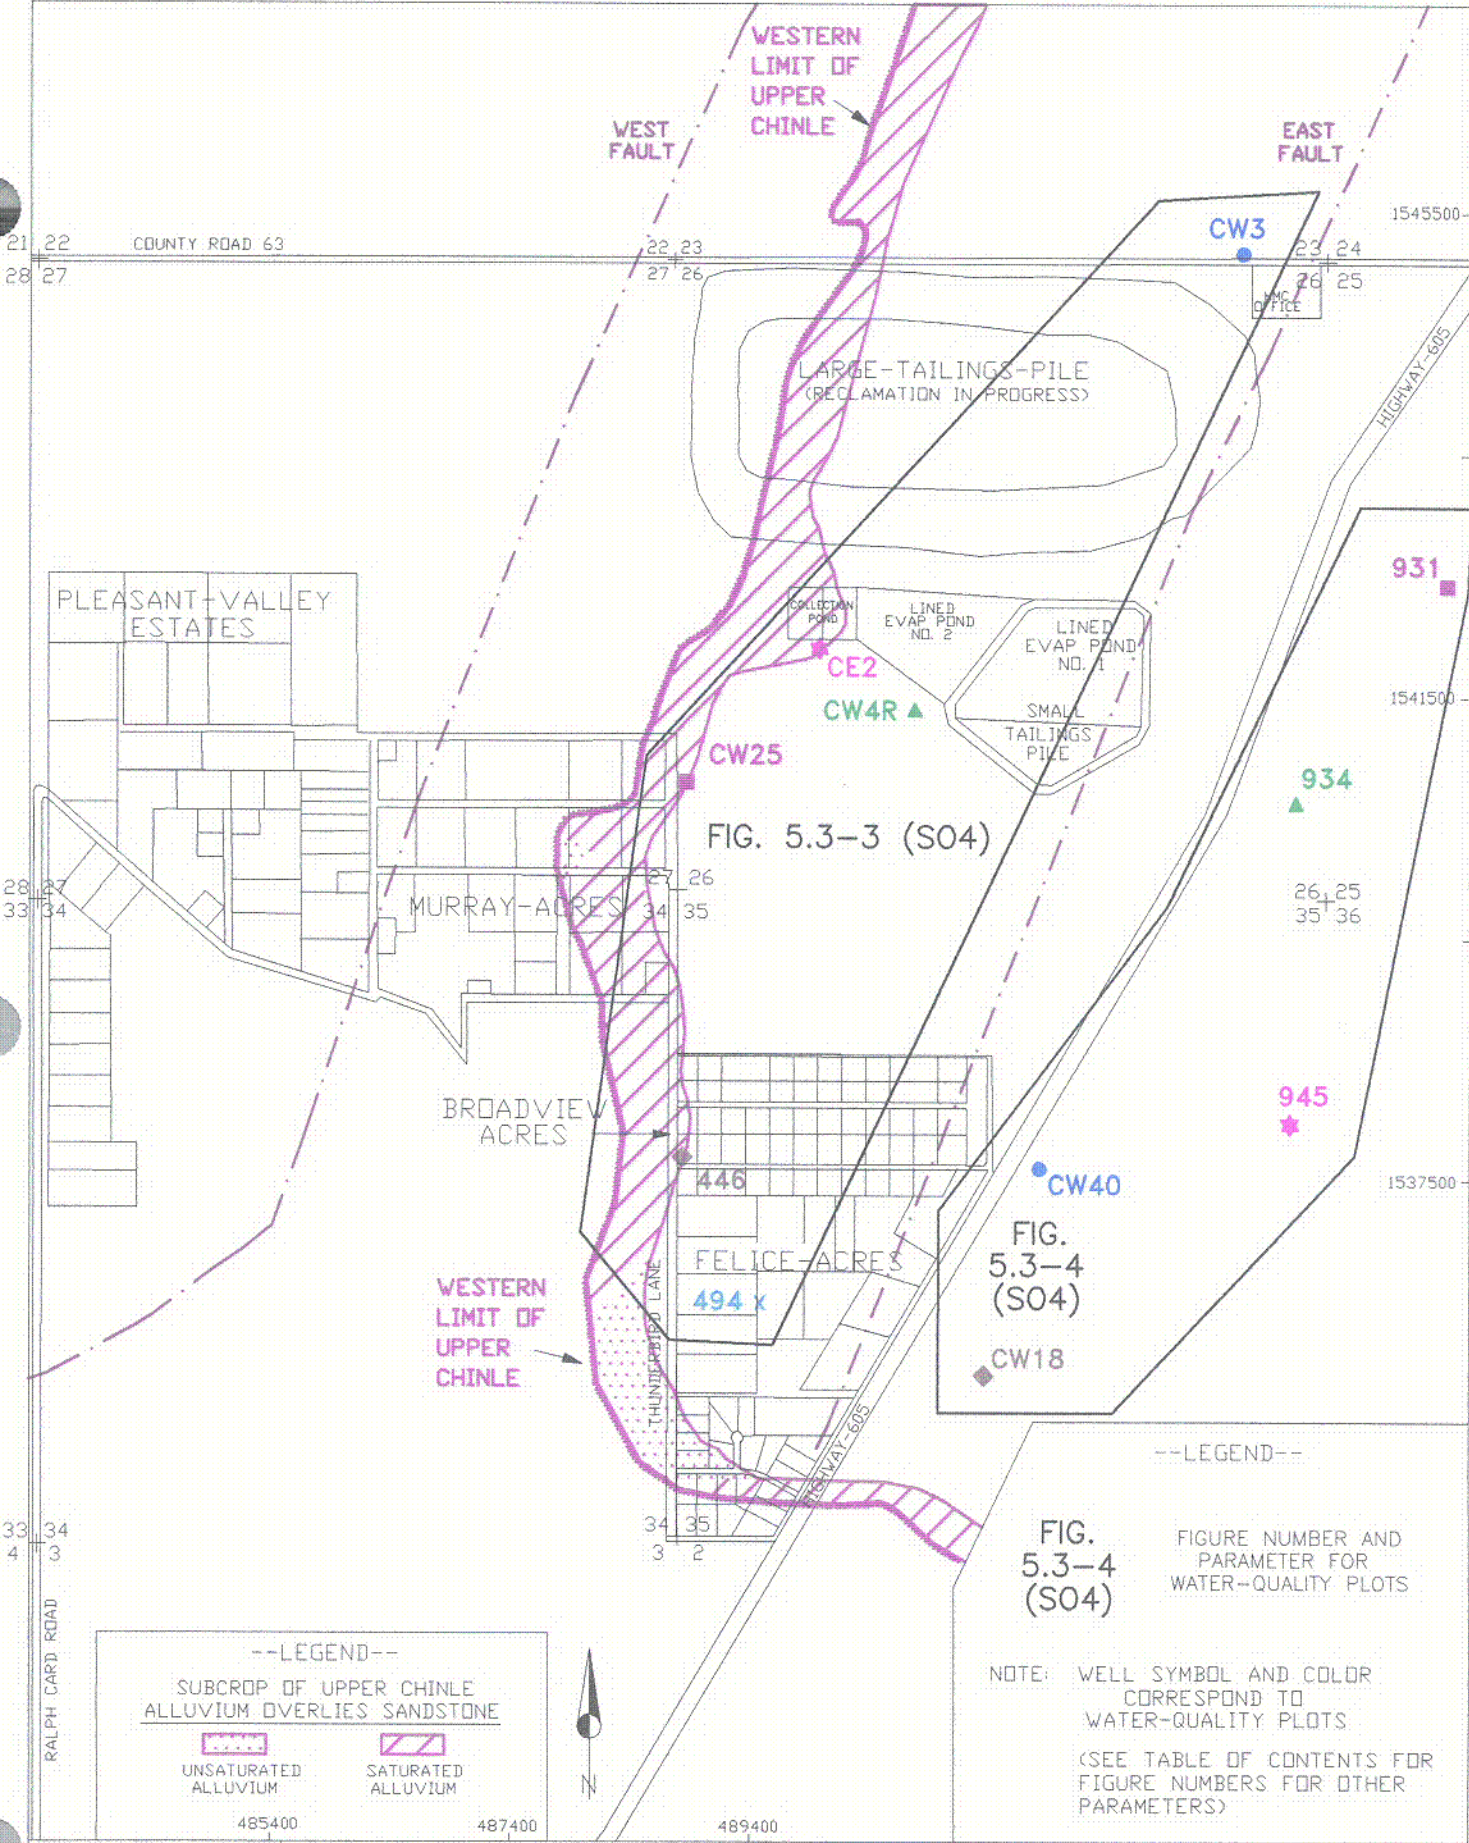 WESTERN
LIMIT OF
UPPER
CHINLE
WEST
FAULT
EAST
FAULT
1545500
CW3
21 22
28 27
COUNTY ROAD 63
22 23
27 26
23 24
26 25
HMC
OFFICE
HIGHWAY-605
LARGE-TAILINGS-PILE
(RECLAMATION IN PROGRESS)
931
PLEASANT-VALLEY
ESTATES
COLLECTION
POND
LINED
EVAP POND
NO. 2
LINED
EVAP POND
NO. 1
CE2
CW4R
SMALL
TAILINGS
PILE
1541500
CW25
934
FIG. 5.3-3 (SO4)
28 27
33 34
27 26
34 35
26 25
35 36
MURRAY-ACRES
BROADVIEW
ACRES
945
446
CW40
1537500
FIG.
5.3-4
(SO4)
FELICE-ACRES
494 x
THUNDERBIRD LANE
WESTERN
LIMIT OF
UPPER
CHINLE
CW18
HIGHWAY-605
33 34
4 3
34 35
3 2
--LEGEND--
FIG.
5.3-4
(SO4)
FIGURE NUMBER AND
PARAMETER FOR
WATER-QUALITY PLOTS
NOTE: WELL SYMBOL AND COLOR
CORRESPOND TO
WATER-QUALITY PLOTS
(SEE TABLE OF CONTENTS FOR
FIGURE NUMBERS FOR OTHER
PARAMETERS)
RALPH CARD ROAD
--LEGEND--
SUBCROP OF UPPER CHINLE
ALLUVIUM OVERLIES SANDSTONE
UNSATURATED
ALLUVIUM
SATURATED
ALLUVIUM
N
485400
487400
489400